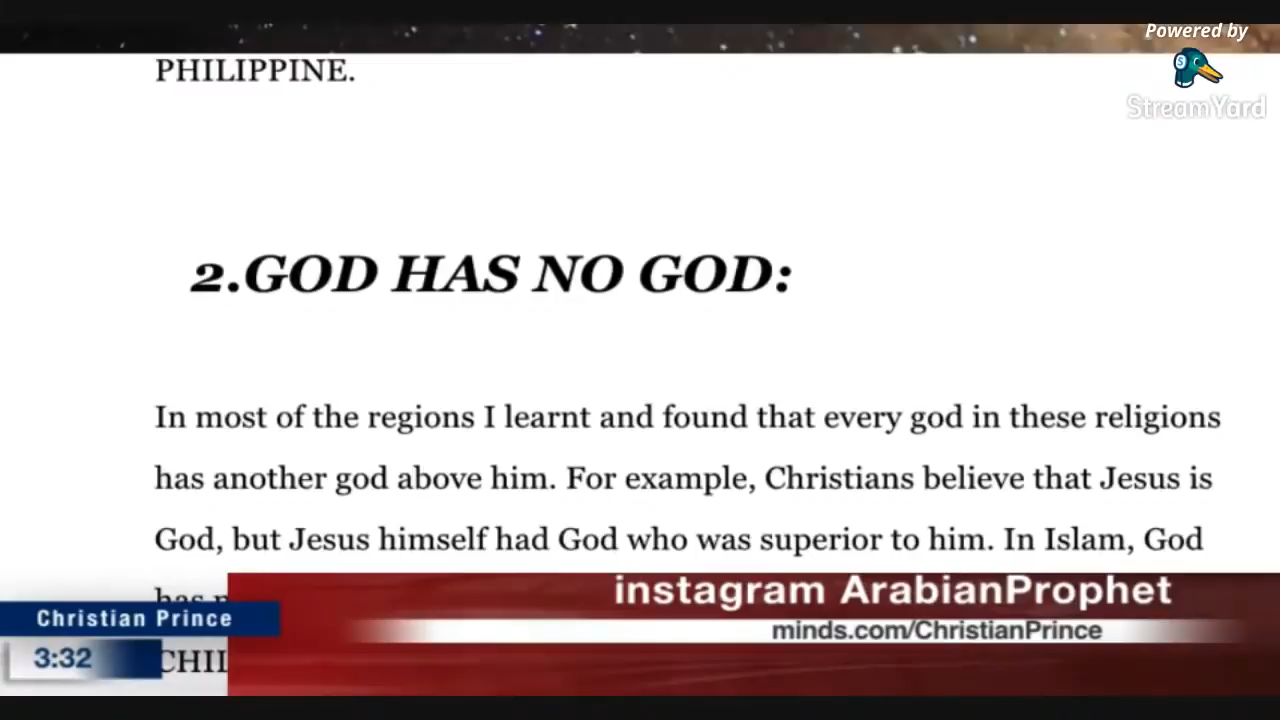 Powered by
StreamYard
PHILIPPINE.
2.GOD HAS NO GOD:
In most of the regions I learnt and found that every god in these religions
has another god above him. For example, Christians believe that Jesus is
God, but Jesus himself had God who was superior to him. In Islam, God
has
instagram ArabianProphet
Christian Prince
minds.com/ChristianPrince
3:32